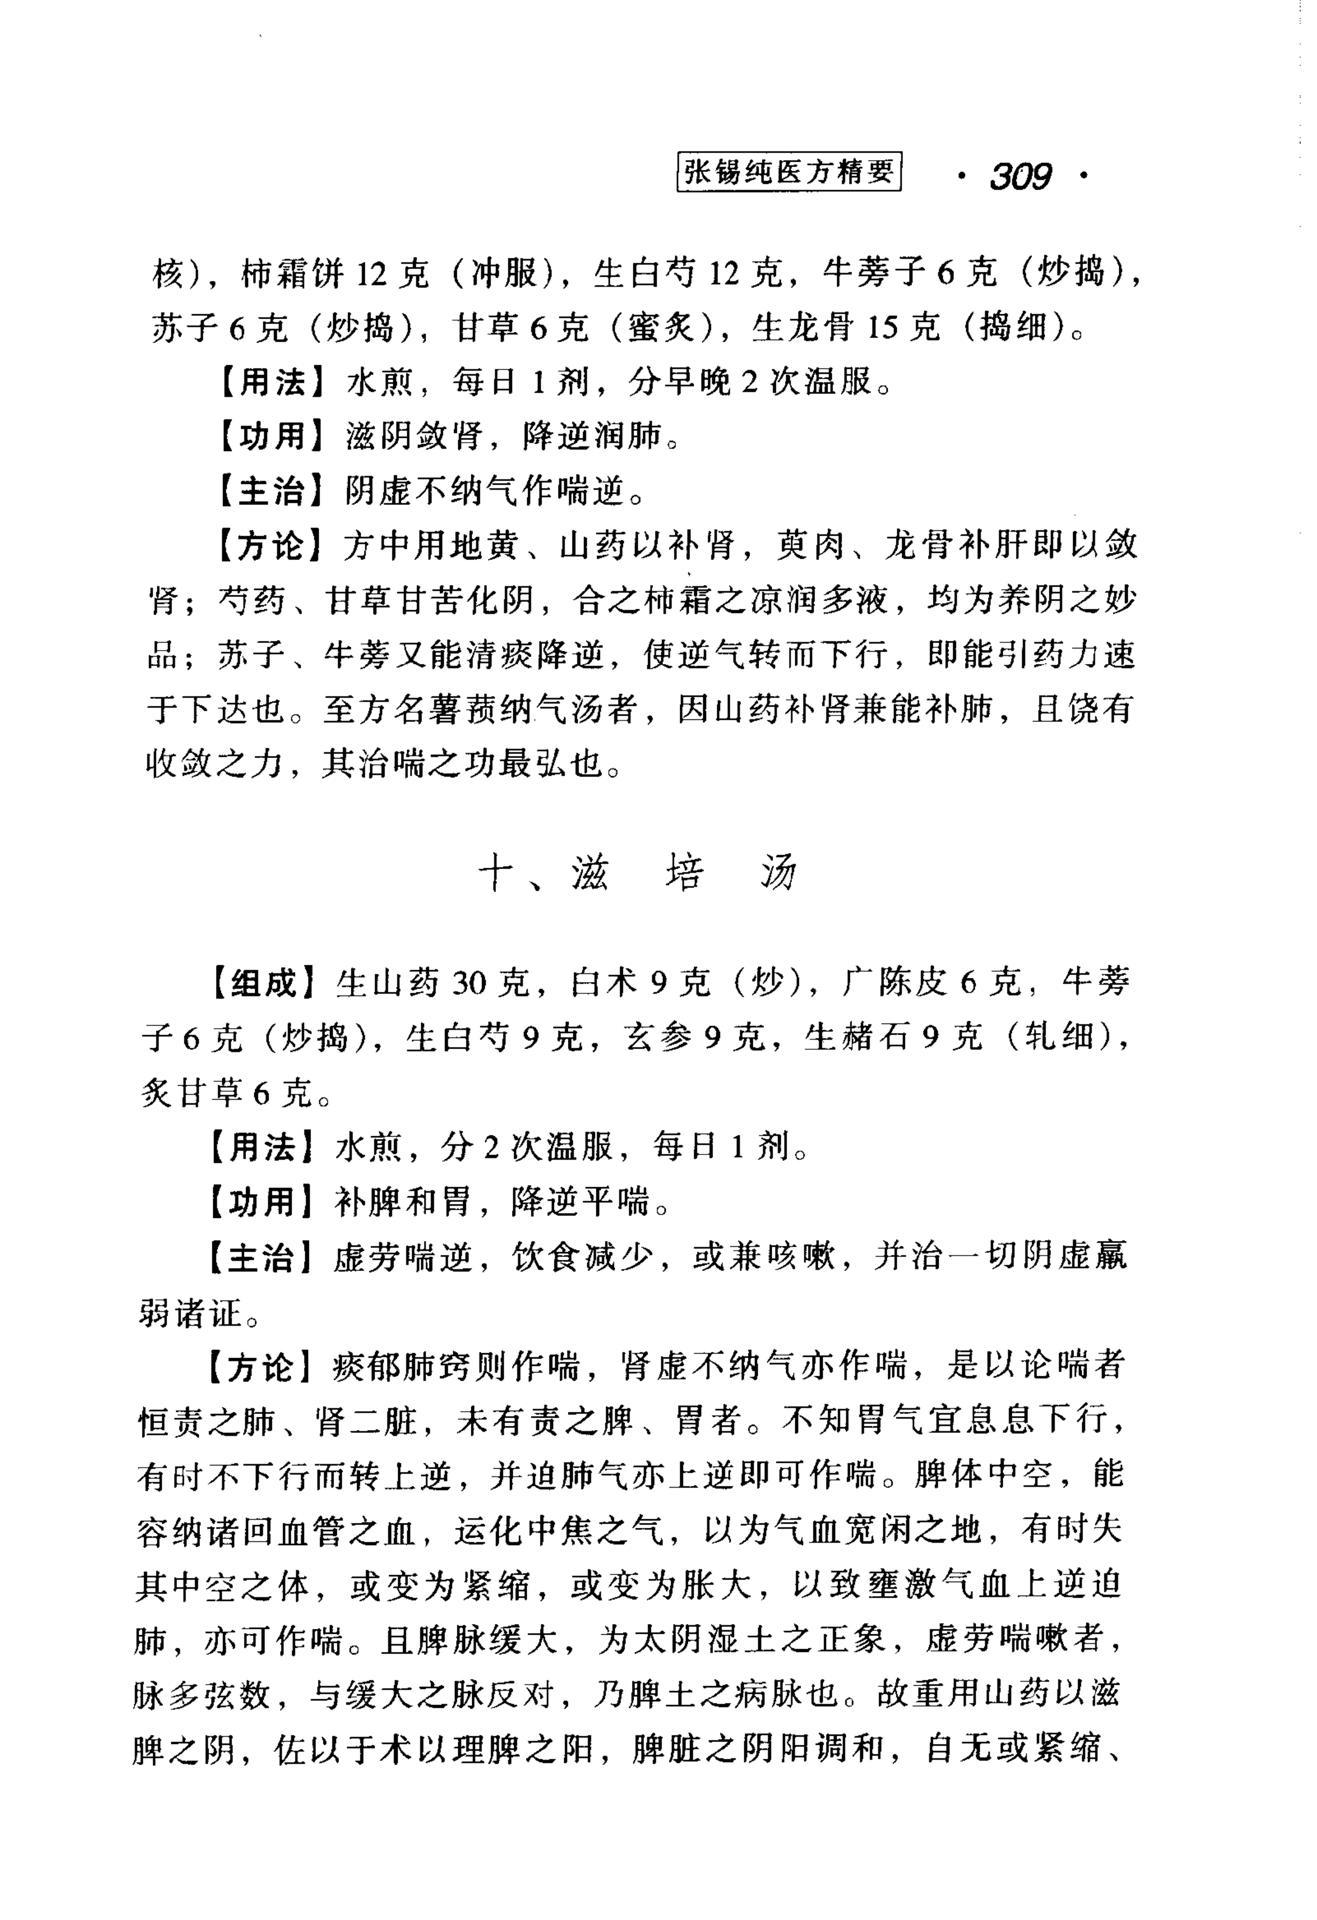 张锡纯医方精要 · 309 ·
核），柿霜饼 12 克（冲服），生白芍 12 克，牛蒡子 6 克（炒捣），
苏子 6 克（炒捣），甘草 6 克（蜜炙），生龙骨 15 克（捣细）。
【用法】水煎，每日 1 剂，分早晚 2 次温服。
【功用】滋阴敛肾，降逆润肺。
【主治】阴虚不纳气作喘逆。
【方论】方中用地黄、山药以补肾，萸肉、龙骨补肝即以敛
肾；芍药、甘草甘苦化阴，合之柿霜之凉润多液，均为养阴之妙
品；苏子、牛蒡又能清痰降逆，使逆气转而下行，即能引药力速
于下达也。至方名薯蓣纳气汤者，因山药补肾兼能补肺，且饶有
收敛之力，其治喘之功最弘也。
十、滋 培 汤
【组成】生山药 30 克，白术 9 克（炒），广陈皮 6 克，牛蒡
子 6 克（炒捣），生白芍 9 克，玄参 9 克，生赭石 9 克（轧细），
炙甘草 6 克。
【用法】水煎，分 2 次温服，每日 1 剂。
【功用】补脾和胃，降逆平喘。
【主治】虚劳喘逆，饮食减少，或兼咳嗽，并治一切阴虚羸
弱诸证。
【方论】痰郁肺窍则作喘，肾虚不纳气亦作喘，是以论喘者
恒责之肺、肾二脏，未有责之脾、胃者。不知胃气宜息息下行，
有时不下行而转上逆，并迫肺气亦上逆即可作喘。脾体中空，能
容纳诸回血管之血，运化中焦之气，以为气血宽闲之地，有时失
其中空之体，或变为紧缩，或变为胀大，以致壅激气血上逆迫
肺，亦可作喘。且脾脉缓大，为太阴湿土之正象，虚劳喘嗽者，
脉多弦数，与缓大之脉反对，乃脾土之病脉也。故重用山药以滋
脾之阴，佐以于术以理脾之阳，脾脏之阴阳调和，自无或紧缩、